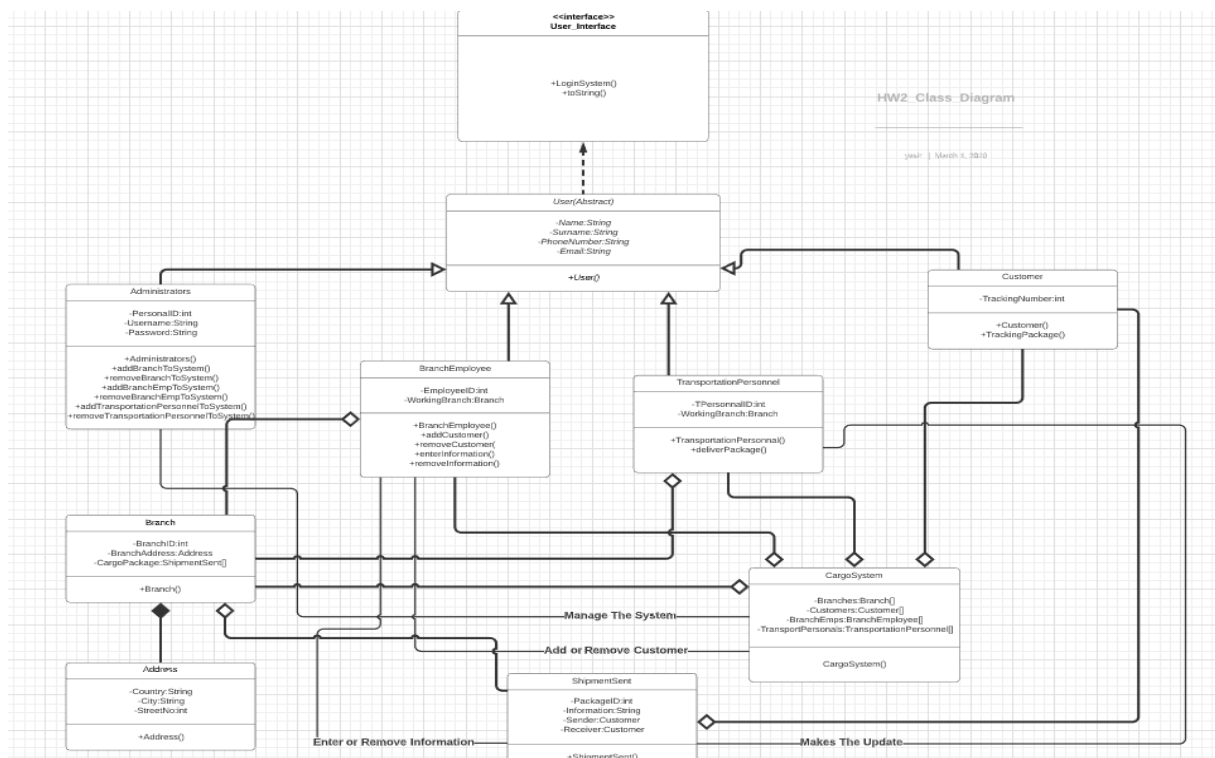 <<interface>>
User_Interface
+LoginSystem()
+toString()
HW2_Class_Diagram
| March 4, 2020
User(Abstract)
-Name:String
-Surname:String
-PhoneNumber:String
-Email:String
+User()
Administrators
-PersonalID:int
-Username:String
-Password:String
+Administrators()
+addBranchToSystem()
+removeBranchToSystem()
+addBranchEmpToSystem()
+removeBranchEmpToSystem()
+addTransportationPersonnelToSystem()
+removeTransportationPersonnelToSystem()
BranchEmployee
-EmployeeID:int
-WorkingBranch:Branch
+BranchEmployee()
+addCustomer()
+removeCustomer(
+enterInformation()
+removeInformation()
TransportationPersonnel
-TPersonnalID:int
-WorkingBranch:Branch
+TransportationPersonnal()
+deliverPackage()
Customer
-TrackingNumber:int
+Customer()
+TrackingPackage()
Branch
-BranchID:int
-BranchAddress:Address
-CargoPackage:ShipmentSent[]
+Branch()
CargoSystem
-Branches:Branch[]
-Customers:Customer[]
-BranchEmps:BranchEmployee[]
-TransportPersonals:TransportationPersonnel[]
CargoSystem()
Manage The System
Add or Remove Customer
Address
-Country:String
-City:String
-StreetNo:int
+Address()
ShipmentSent
-PackageID:int
-Information:String
-Sender:Customer
-Receiver:Customer
+ShipmentSent()
Enter or Remove Information
Makes The Update